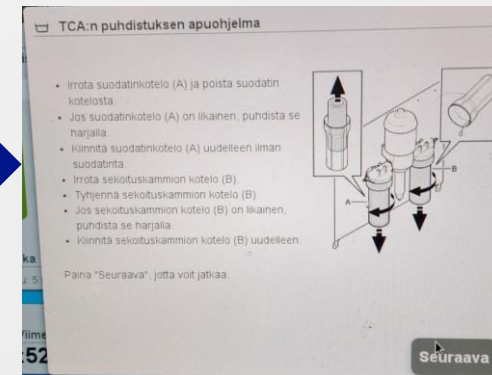 TCA:n puhdistuksen apuohjelma
Irrota suodatinkotelo (A) ja poista suodatin
kotelosta.
Jos suodatinkotelo (A) on likainen, puhdista se
harjalla.
Kiinnitä suodatinkotelo (A) uudelleen ilman
suodatinta.
Irrota sekoituskammion kotelo (B).
Tyhjennä sekoituskammion kotelo (B).
Jos sekoituskammion kotelo (B) on likainen,
puhdista se harjalla.
Kiinnitä sekoituskammion kotelo (B) uudelleen.
Paina "Seuraava", jotta voit jatkaa.
A
B
ka
52
Seuraava